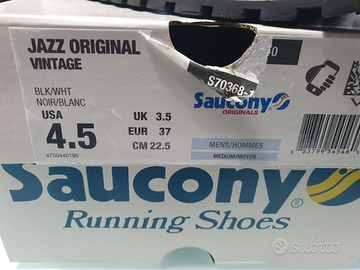 JAZZ ORIGINAL
VINTAGE
S70368-
BLK/WHT
NOIR/BLANC
USA
4.5
UK 3.5
EUR 37
CM 22.5
4700440195
Saucony
ORIGINALS
MENS/HOMMES
MEDIUM/MOYEN
Saucony®
Running Shoes
subito